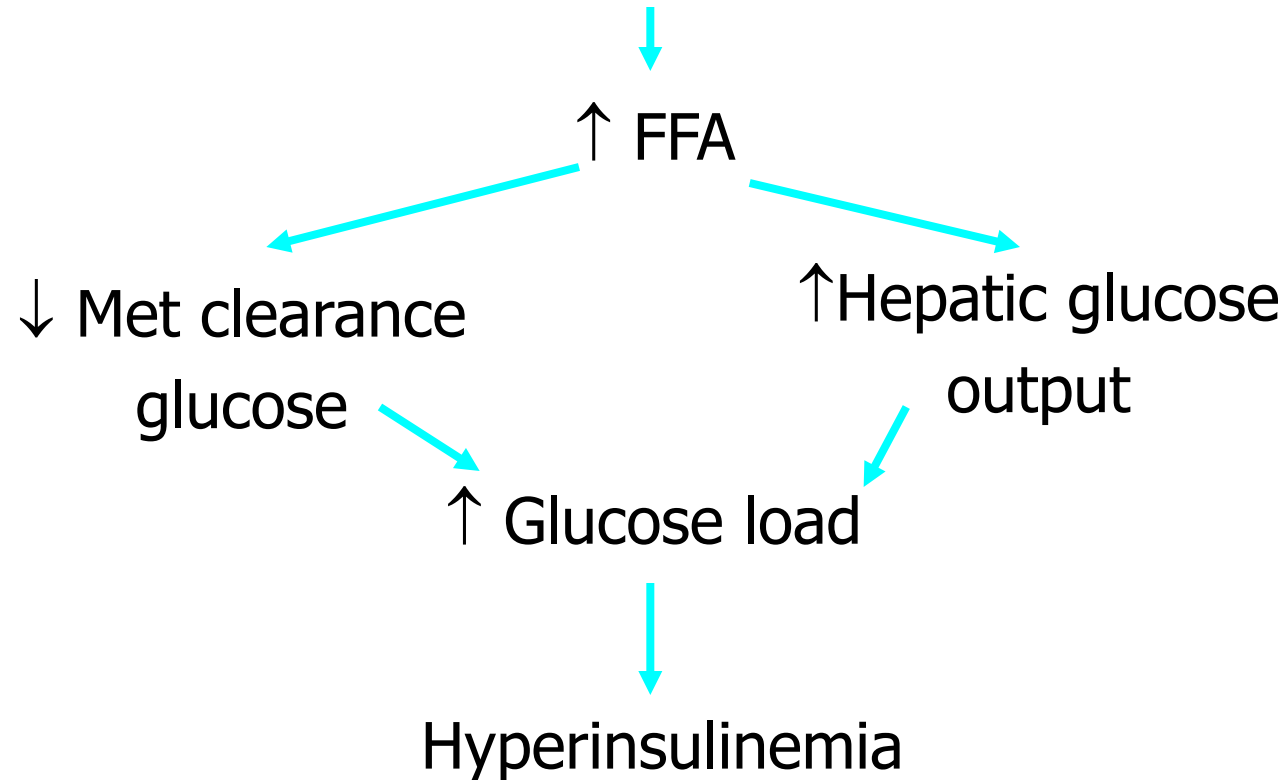 ↑ FFA
↓ Met clearance
glucose
↑Hepatic glucose
output
↑ Glucose load
Hyperinsulinemia